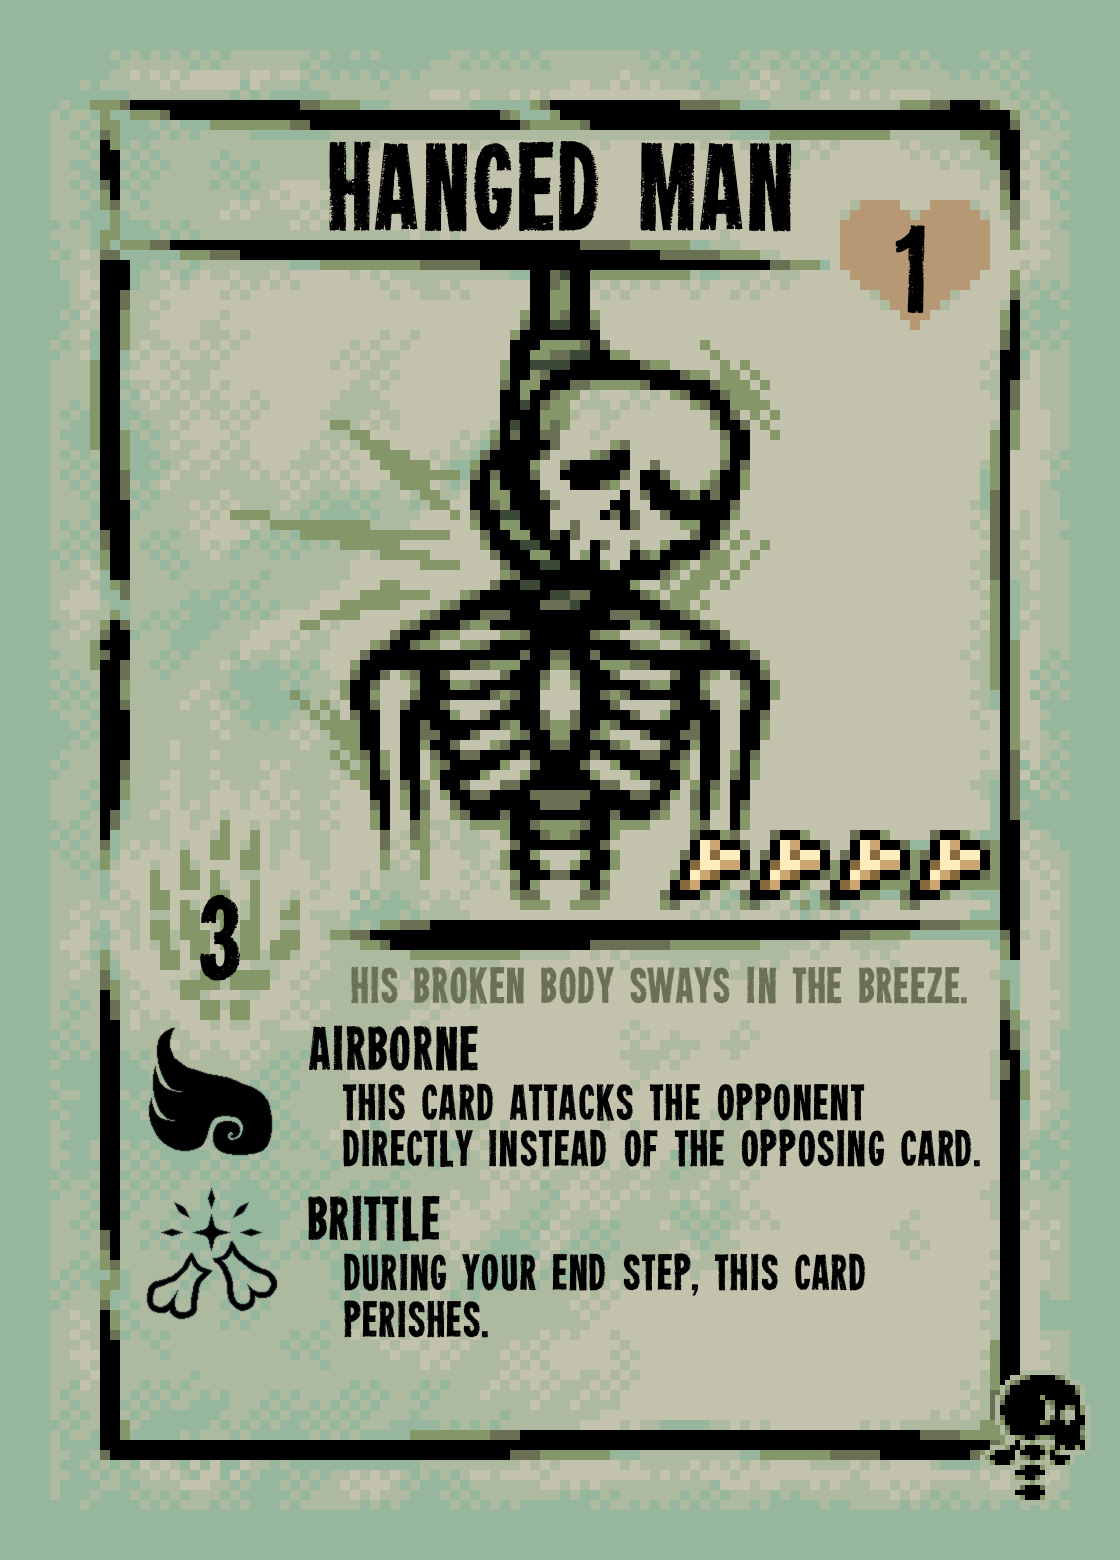 HANGED MAN
1
3
HIS BROKEN BODY SWAYS IN THE BREEZE.
AIRBORNE
THIS CARD ATTACKS THE OPPONENT
DIRECTLY INSTEAD OF THE OPPOSING CARD.
BRITTLE
DURING YOUR END STEP, THIS CARD
PERISHES.